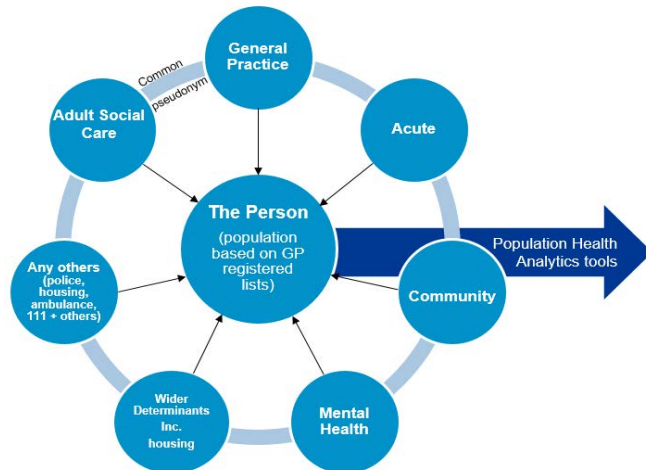 General
Practice
Common
pseudonym
Adult Social
Care
Acute
The Person
(population
based on GP
registered
lists)
Population Health
Analytics tools
Any others
(police,
housing,
ambulance,
111 + others)
Community
Wider
Determinants
Inc.
housing
Mental
Health